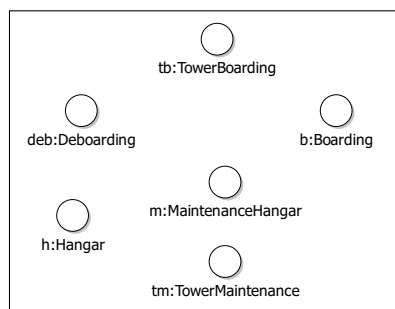 tb:TowerBoarding
deb:Deboarding
b:Boarding
m:MaintenanceHangar
h:Hangar
tm:TowerMaintenance